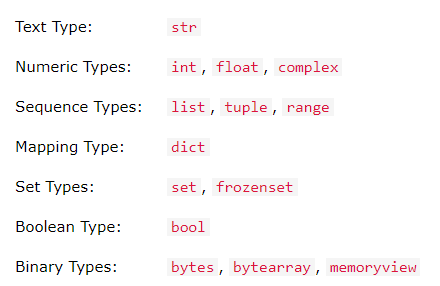 Text Type: str
Numeric Types: int, float, complex
Sequence Types: list, tuple, range
Mapping Type: dict
Set Types: set, frozenset
Boolean Type: bool
Binary Types: bytes, bytearray, memoryview